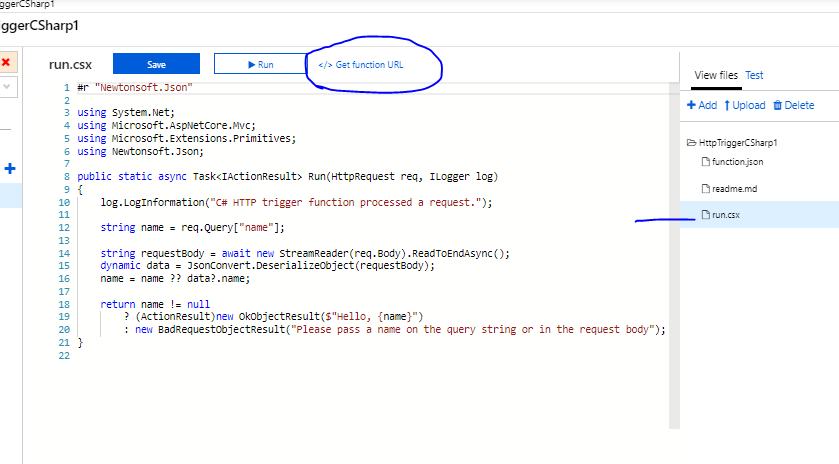 ggerCSharp1
ggerCSharp1
run.csx Save Run </> Get function URL
View files Test
Add Upload Delete
HttpTriggerCSharp1
function.json
readme.md
run.csx
1 #r "Newtonsoft.Json"
2
3 using System.Net;
4 using Microsoft.AspNetCore.Mvc;
5 using Microsoft.Extensions.Primitives;
6 using Newtonsoft.Json;
7
8 public static async Task<IActionResult> Run(HttpRequest req, ILogger log)
9 {
10 log.LogInformation("C# HTTP trigger function processed a request.");
11
12 string name = req.Query["name"];
13
14 string requestBody = await new StreamReader(req.Body).ReadToEndAsync();
15 dynamic data = JsonConvert.DeserializeObject(requestBody);
16 name = name ?? data?.name;
17
18 return name != null
19 ? (ActionResult)new OkObjectResult($"Hello, {name}")
20 : new BadRequestObjectResult("Please pass a name on the query string or in the request body");
21 }
22